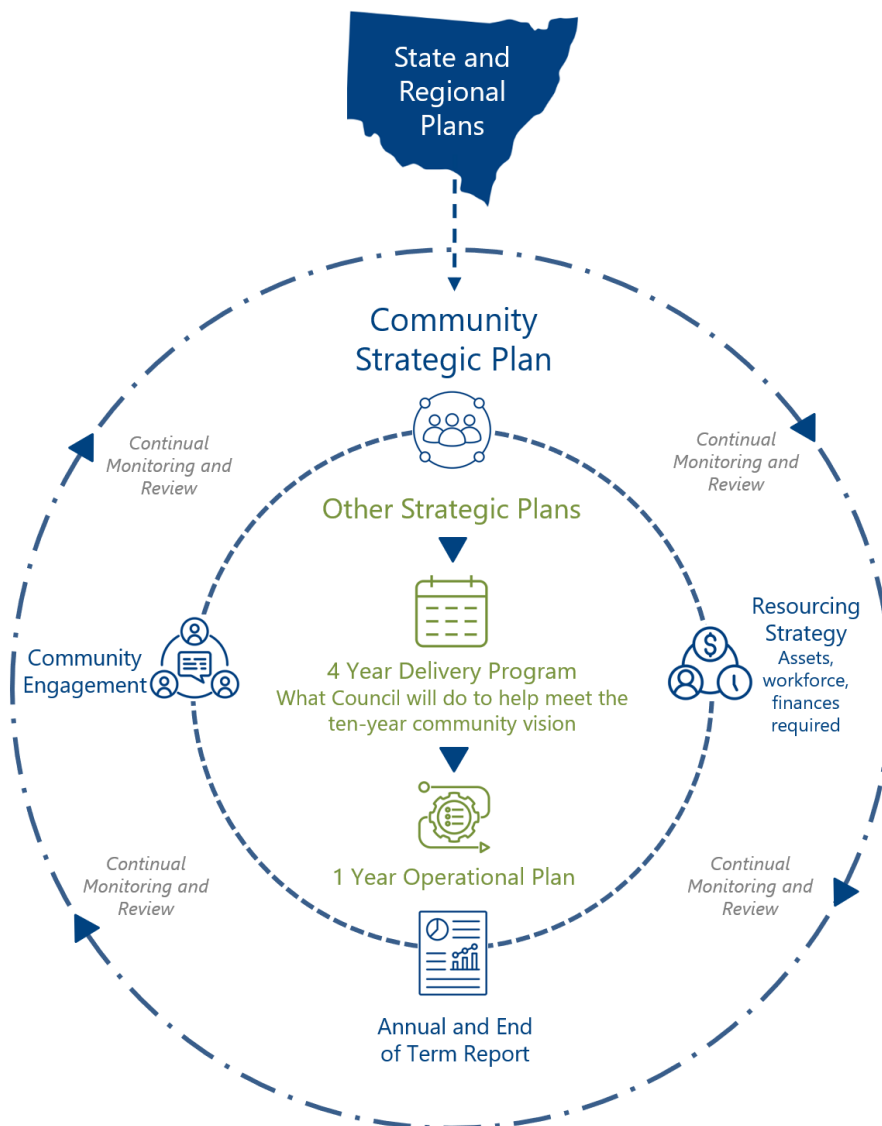 State and
Regional
Plans
Community
Strategic Plan
Continual
Monitoring and
Review
Continual
Monitoring and
Review
Other Strategic Plans
Community
Engagement
4 Year Delivery Program
What Council will do to help meet the
ten-year community vision
$
Resourcing
Strategy
Assets,
workforce,
finances
required
1 Year Operational Plan
Continual
Monitoring and
Review
Continual
Monitoring and
Review
Annual and End
of Term Report